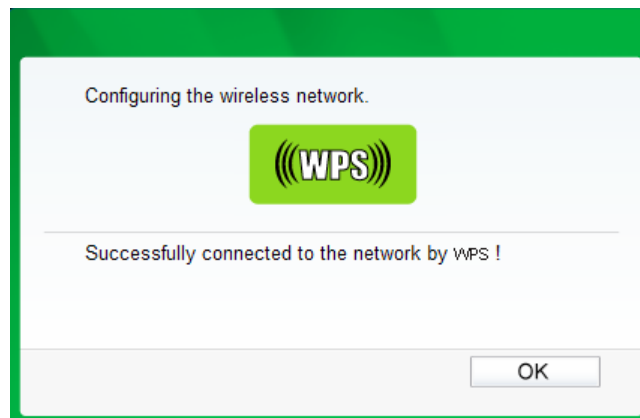 Configuring the wireless network.
(((WPS)))
Successfully connected to the network by WPS !
OK